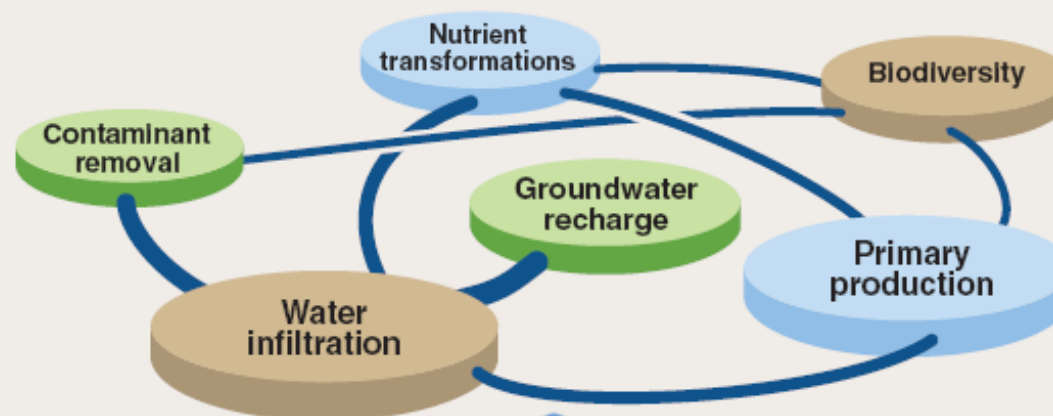 Nutrient
transformations
Biodiversity
Contaminant
removal
Groundwater
recharge
Primary
production
Water
infiltration